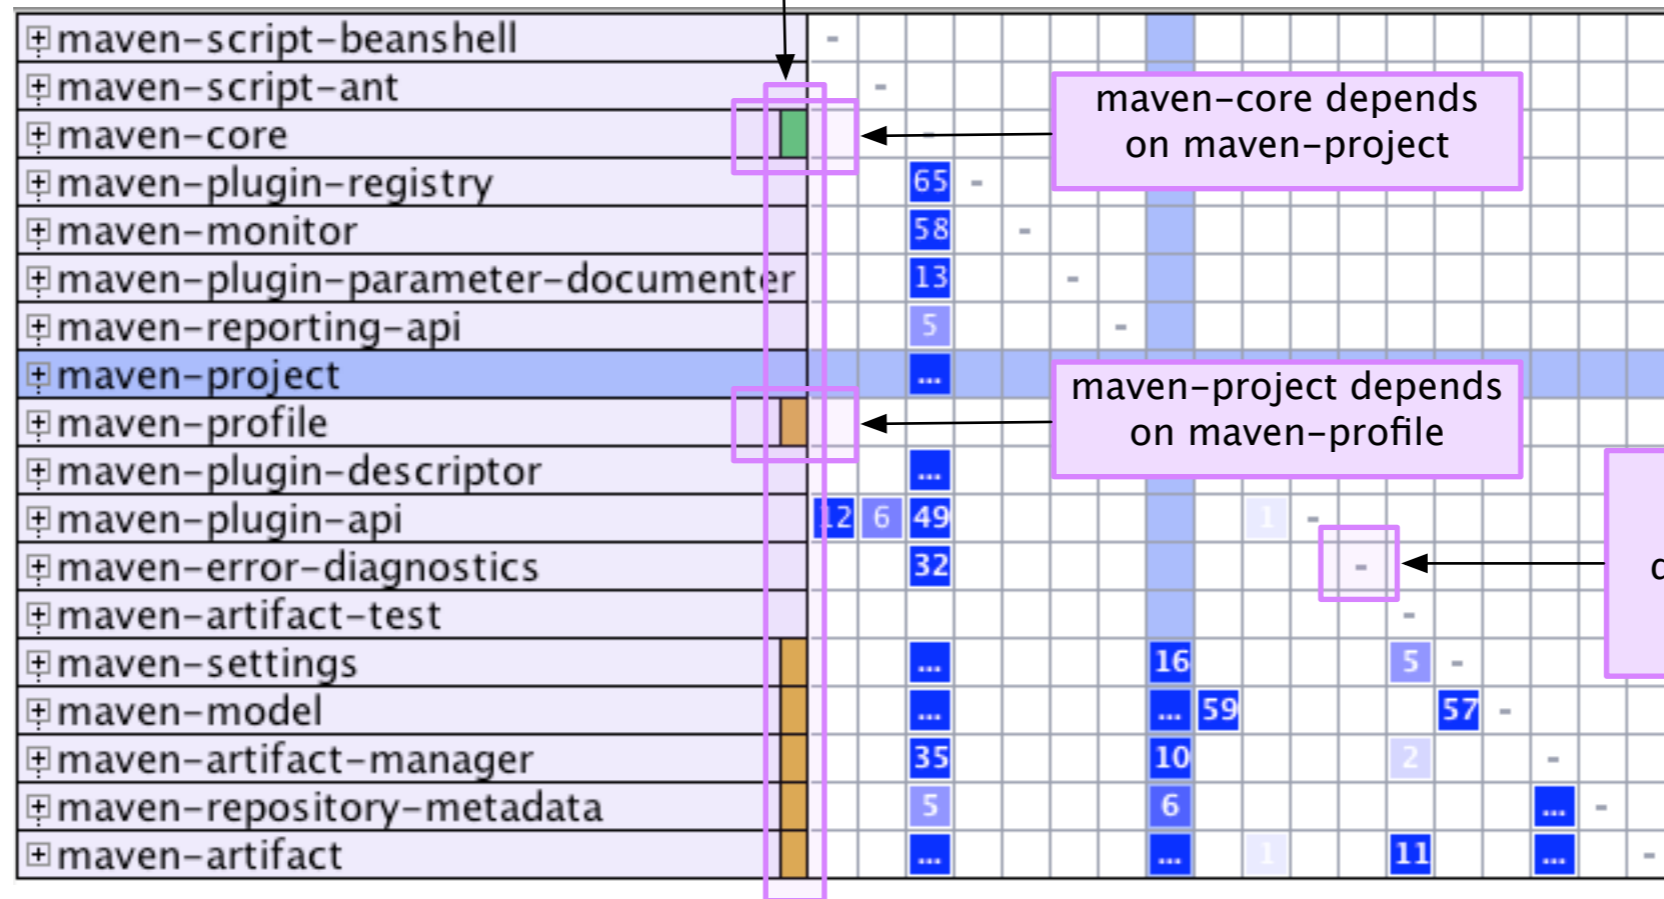 maven-script-beanshell -
maven-script-ant -
maven-core depends
on maven-project
maven-core -
maven-plugin-registry 65 -
maven-monitor 58 -
maven-plugin-parameter-documenter 13 -
maven-reporting-api 5 -
maven-project ...
maven-project depends
on maven-profile
maven-profile
maven-plugin-descriptor ...
maven-plugin-api 12 6 49 1 -
maven-error-diagnostics 32 -
maven-artifact-test -
maven-settings ... 16 5 -
maven-model ... ... 59 57 -
maven-artifact-manager 35 10 2 -
maven-repository-metadata 5 6 ... -
maven-artifact ... ... 1 11 ... -